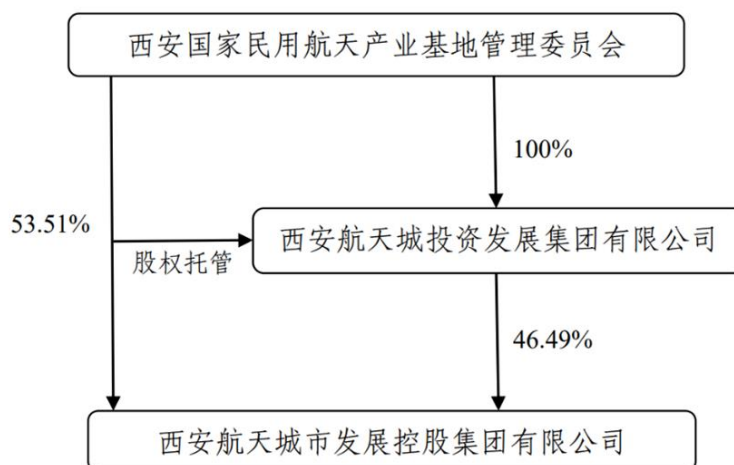 西安国家民用航天产业基地管理委员会
100%
53.51%
西安航天城投资发展集团有限公司
股权托管
46.49%
西安航天城市发展控股集团有限公司